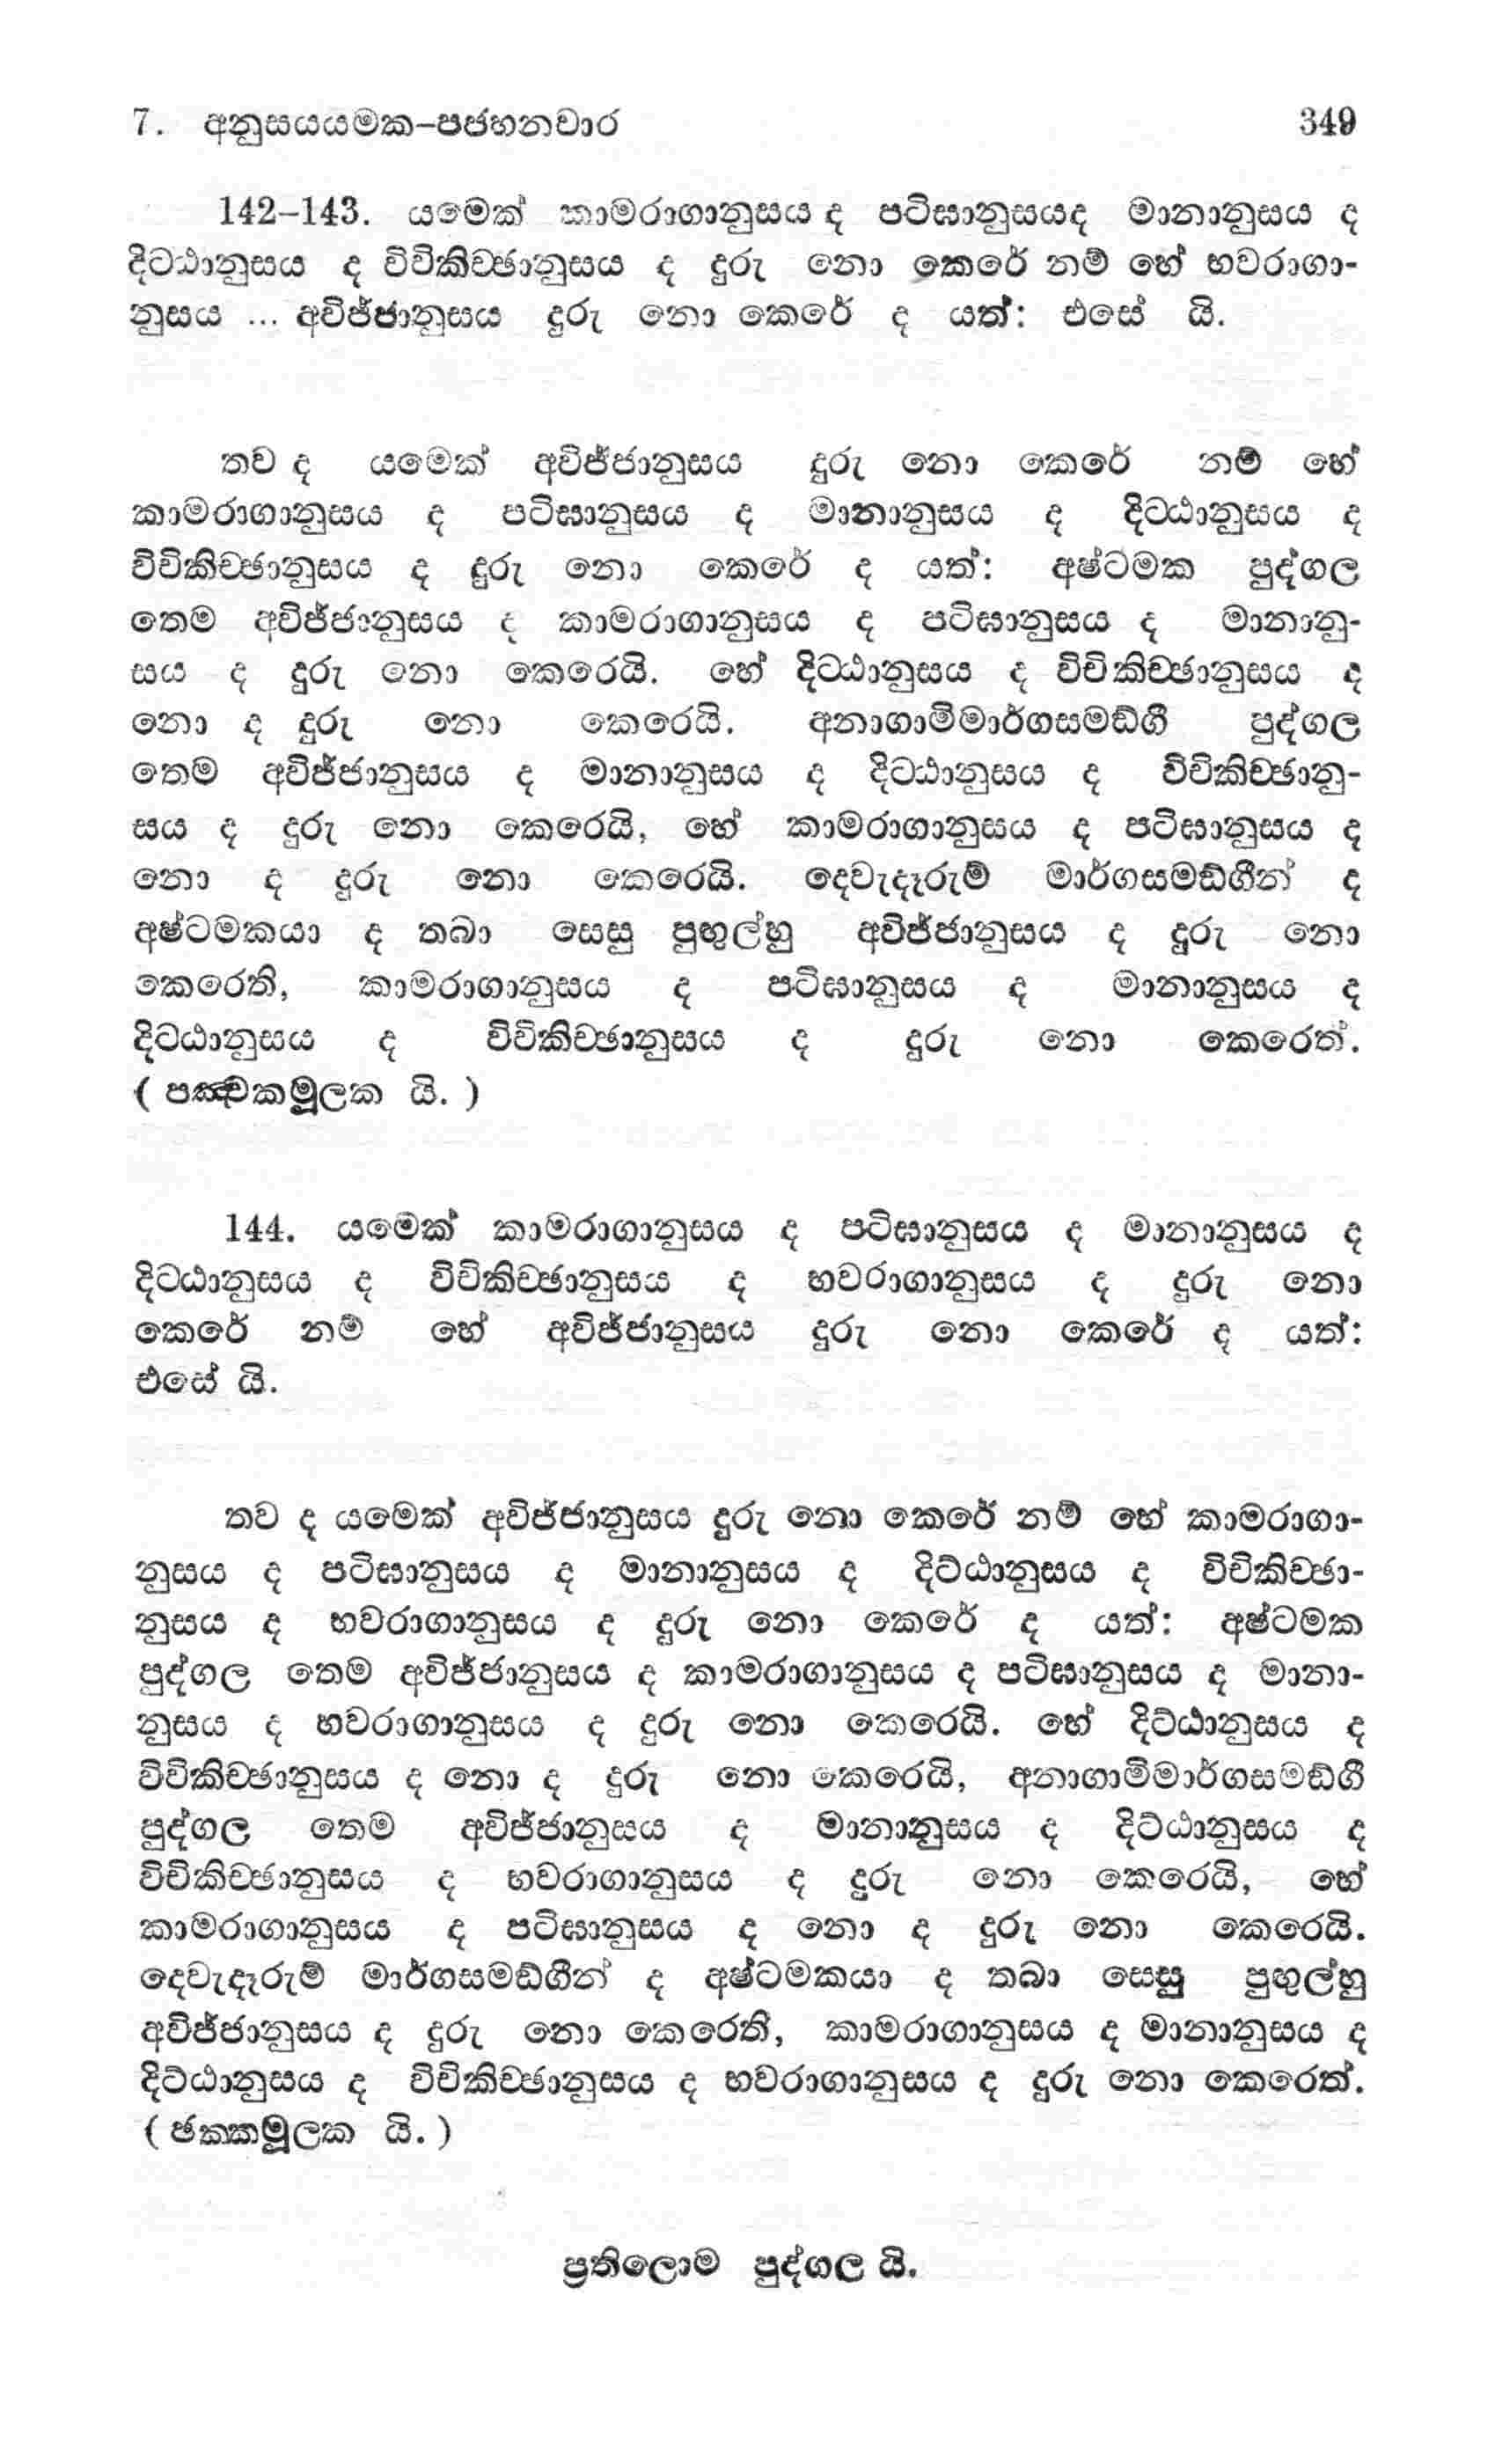 7. අනුසයයමක-පජහනවාර 349
142-143. යමෙක් කාමරාගානුසය ද පටිඝානුසයද මානානුසය ද
දිට‍්ඨානුසය ද විචිකිච‍්ඡානුසය ද දුරු නො කෙරේ නම් හේ භවරාගා-
නුසය ... අවිජ්ජානුසය දුරු නො කෙරේ ද යත්: එසේ යි.
තව ද යමෙක් අවිජ්ජානුසය දුරු නො කෙරේ නම් හේ
කාමරාගානුසය ද පටිඝානුසය ද මානානුසය ද දිට‍්ඨානුසය ද
විචිකිච‍්ඡානුසය ද දුරු නො කෙරේ ද යත්: අෂ්ටමක පුද්ගල
තෙම අවිජ්ජානුසය ද කාමරාගානුසය ද පටිඝානුසය ද මානානු-
සය ද දුරු නො කෙරෙයි. හේ දිට‍්ඨානුසය ද විචිකිච‍්ඡානුසය ද
නො ද දුරු නො කෙරෙයි. අනාගාමිමාර්ගසමඞ්ගී පුද්ගල
තෙම අවිජ්ජානුසය ද මානානුසය ද දිට‍්ඨානුසය ද විචිකිච‍්ඡානු-
සය ද දුරු නො කෙරෙයි, හේ කාමරාගානුසය ද පටිඝානුසය ද
නො ද දුරු නො කෙරෙයි. දෙවැදෑරුම් මාර්ගසමඞ්ගීන් ද
අෂ්ටමකයා ද තබා සෙසු පුඟුල්හු අවිජ්ජානුසය ද දුරු නො
කෙරෙති, කාමරාගානුසය ද පටිඝානුසය ද මානානුසය ද
දිට‍්ඨානුසය ද විචිකිච‍්ඡානුසය ද දුරු නො කෙරෙත්.
( පඤ‍්චකමූලක යි. )
144. යමෙක් කාමරාගානුසය ද පටිඝානුසය ද මානානුසය ද
දිට‍්ඨානුසය ද විචිකිච‍්ඡානුසය ද භවරාගානුසය ද දුරු නො
කෙරේ නම් හේ අවිජ්ජානුසය දුරු නො කෙරේ ද යත්:
එසේ යි.
තව ද යමෙක් අවිජ්ජානුසය දුරු නො කෙරේ නම් හේ කාමරාගා-
නුසය ද පටිඝානුසය ද මානානුසය ද දිට්ඨානුසය ද විචිකිච‍්ඡා-
නුසය ද භවරාගානුසය ද දුරු නො කෙරේ ද යත්: අෂ්ටමක
පුද්ගල තෙම අවිජ්ජානුසය ද කාමරාගානුසය ද පටිඝානුසය ද මානා-
නුසය ද භවරාගානුසය ද දුරු නො කෙරෙයි. හේ දිට්ඨානුසය ද
විචිකිච‍්ඡානුසය ද නො ද දුරු නො කෙරෙයි, අනාගාමිමාර්ගසමඞ්ගී
පුද්ගල තෙම අවිජ්ජානුසය ද මානානුසය ද දිට්ඨානුසය ද
විචිකිච‍්ඡානුසය ද භවරාගානුසය ද දුරු නො කෙරෙයි, හේ
කාමරාගානුසය ද පටිඝානුසය ද නො ද දුරු නො කෙරෙයි.
දෙවැදෑරුම් මාර්ගසමඞ්ගීන් ද අෂ්ටමකයා ද තබා සෙසු පුඟුල්හු
අවිජ්ජානුසය ද දුරු නො කෙරෙති, කාමරාගානුසය ද මානානුසය ද
දිට්ඨානුසය ද විචිකිච‍්ඡානුසය ද භවරාගානුසය ද දුරු නො කෙරෙත්.
( ඡක‍්කමූලක යි. )
ප්‍රතිලොම පුද්ගල යි.